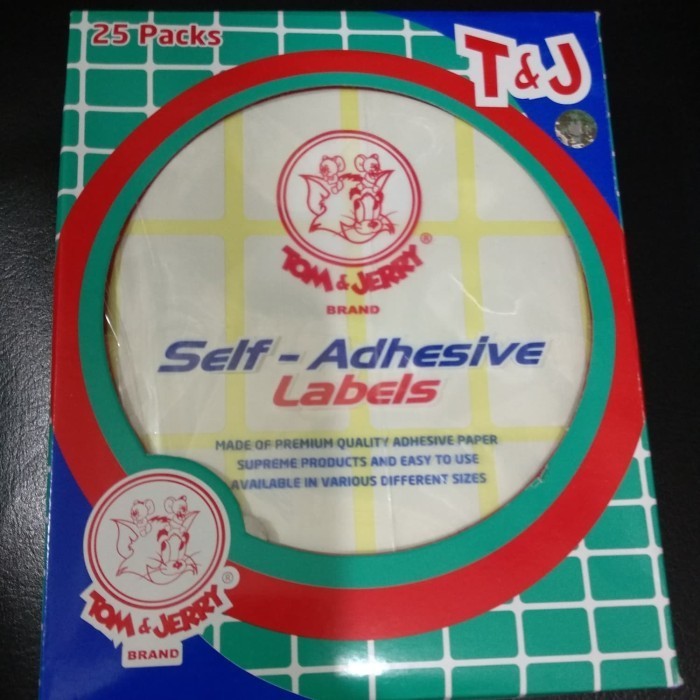 25 Packs
T&J
TOM & JERRY®
BRAND
Self - Adhesive
Labels
MADE OF PREMIUM QUALITY ADHESIVE PAPER
SUPREME PRODUCTS AND EASY TO USE
AVAILABLE IN VARIOUS DIFFERENT SIZES
TOM & JERRY®
BRAND